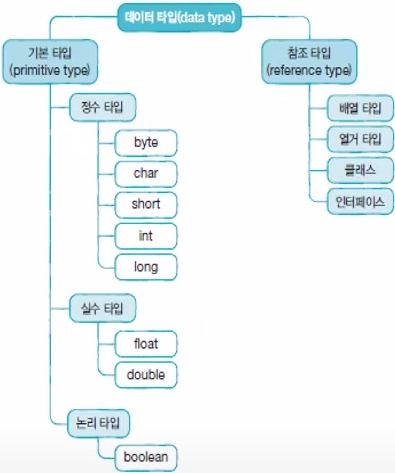 데이터 타입(data type)
기본 타입
(primitive type)
정수 타입
byte
char
short
int
long
실수 타입
float
double
논리 타입
boolean
참조 타입
(reference type)
배열 타입
열거 타입
클래스
인터페이스